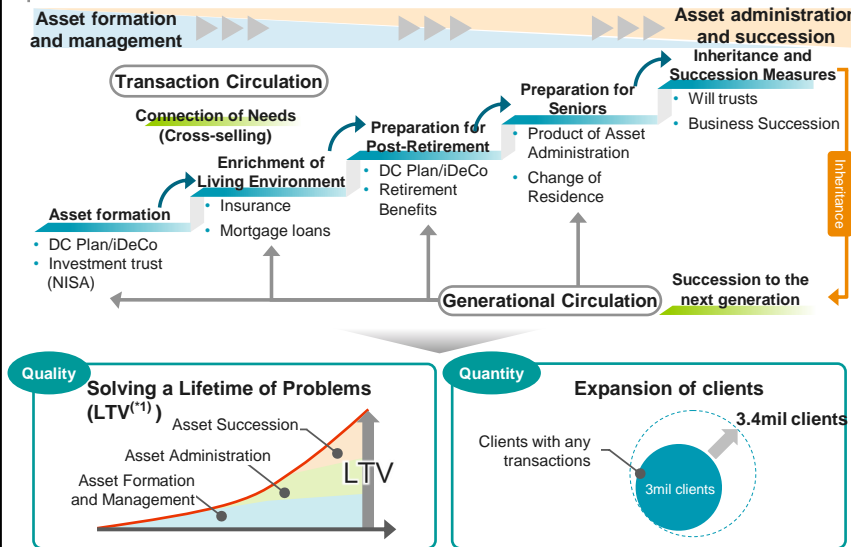 Asset formation
and management
Asset administration
and succession
Transaction Circulation
Connection of Needs
(Cross-selling)
Asset formation
• DC Plan/iDeCo
• Investment trust
(NISA)
Enrichment of
Living Environment
• Insurance
• Mortgage loans
Preparation for
Post-Retirement
• DC Plan/iDeCo
• Retirement
Benefits
Preparation for
Seniors
• Product of Asset
Administration
• Change of
Residence
Inheritance and
Succession Measures
• Will trusts
• Business Succession
Inheritance
Generational Circulation
Succession to the
next generation
Quality
Solving a Lifetime of Problems
(LTV(*1) )
Asset Succession
Asset Administration
Asset Formation
and Management
LTV
Quantity
Expansion of clients
3.4mil clients
Clients with any
transactions
3mil clients